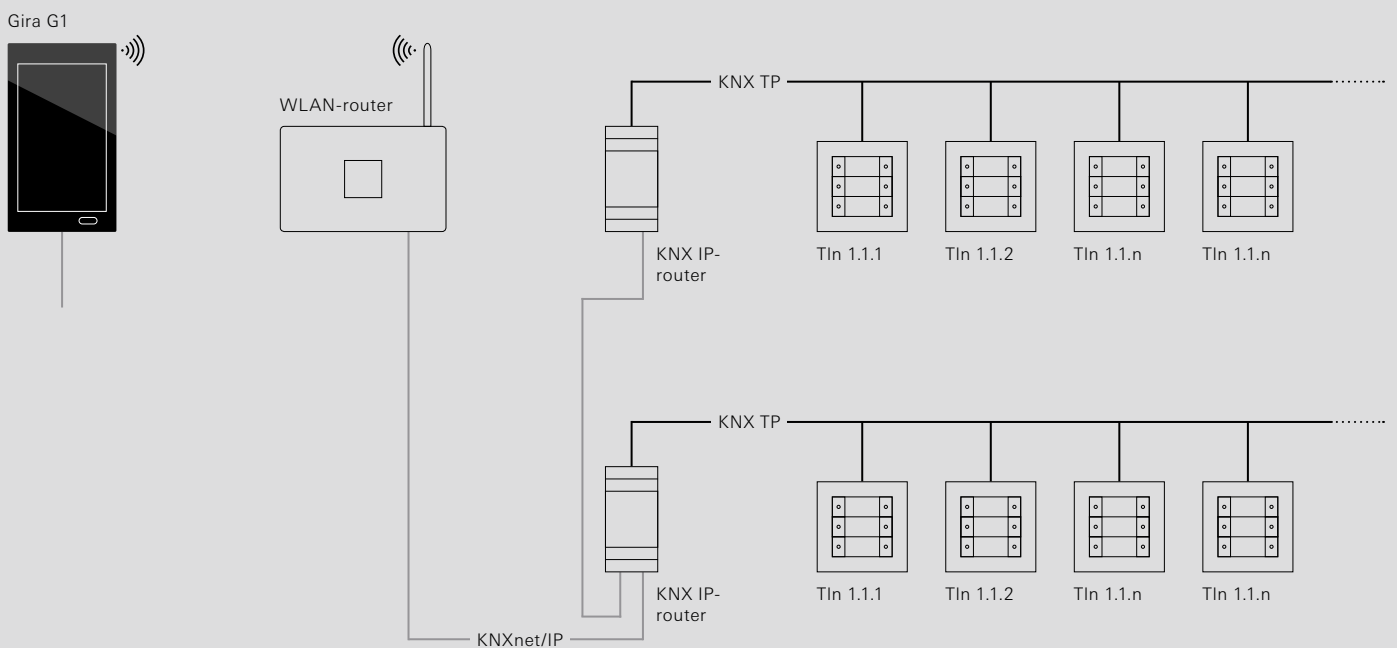 Gira G1
WLAN-router
KNX TP
KNX IP-
router
Tln 1.1.1
Tln 1.1.2
Tln 1.1.n
Tln 1.1.n
KNX TP
KNX IP-
router
Tln 1.1.1
Tln 1.1.2
Tln 1.1.n
Tln 1.1.n
KNXnet/IP